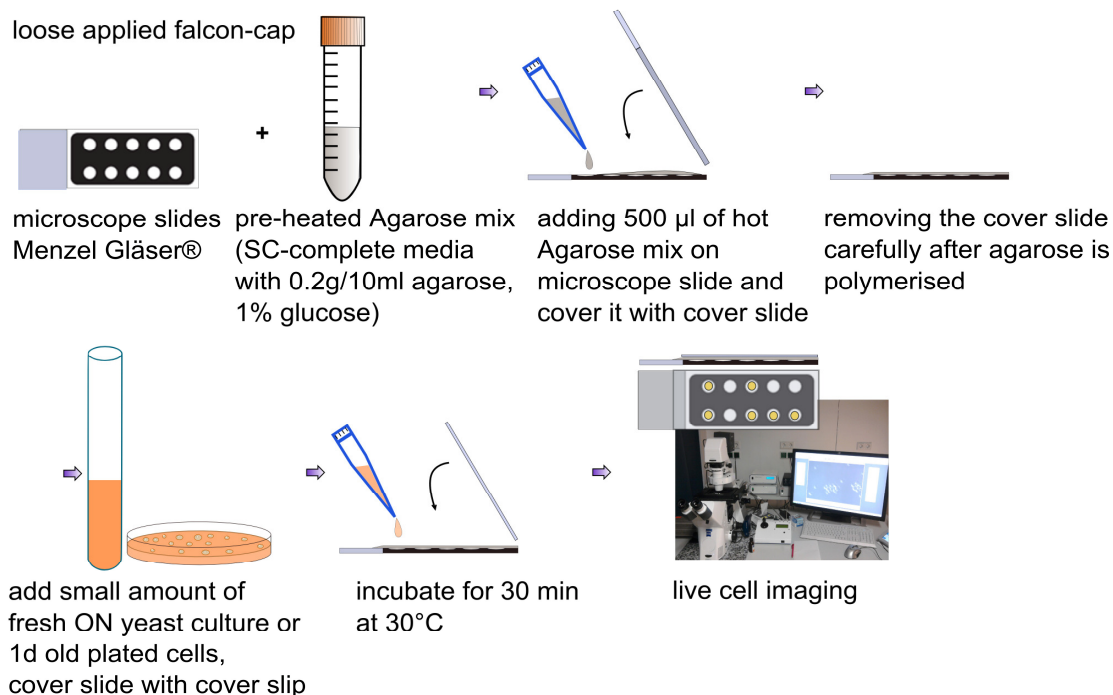 loose applied falcon-cap
+
microscope slides
Menzel Gläser®
pre-heated Agarose mix
(SC-complete media
with 0.2g/10ml agarose,
1% glucose)
adding 500 µl of hot
Agarose mix on
microscope slide and
cover it with cover slide
removing the cover slide
carefully after agarose is
polymerised
add small amount of
fresh ON yeast culture or
1d old plated cells,
cover slide with cover slip
incubate for 30 min
at 30°C
live cell imaging